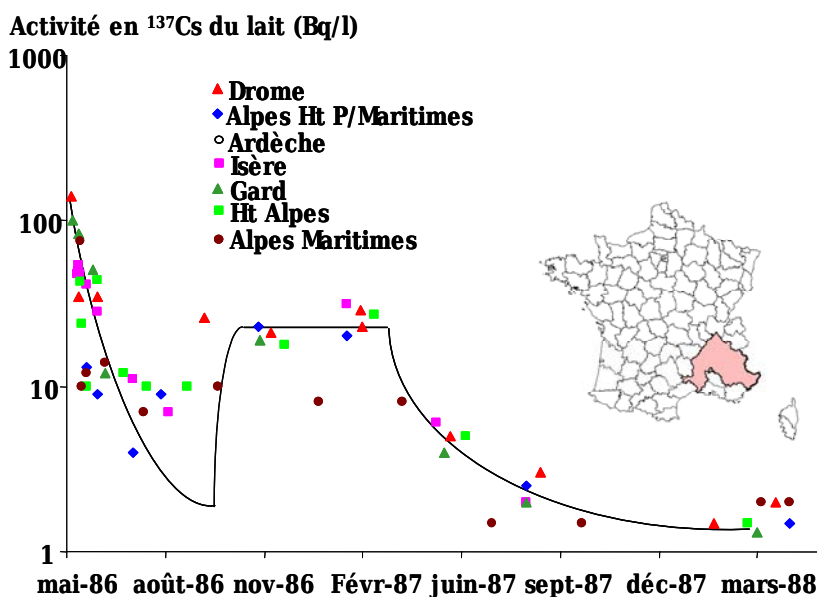 Activité en ¹³⁷Cs du lait (Bq/l)
1000
100
10
1
Drome
Alpes Ht P/Maritimes
Ardèche
Isère
Gard
Ht Alpes
Alpes Maritimes
mai-86 août-86 nov-86 Févr-87 juin-87 sept-87 déc-87 mars-88